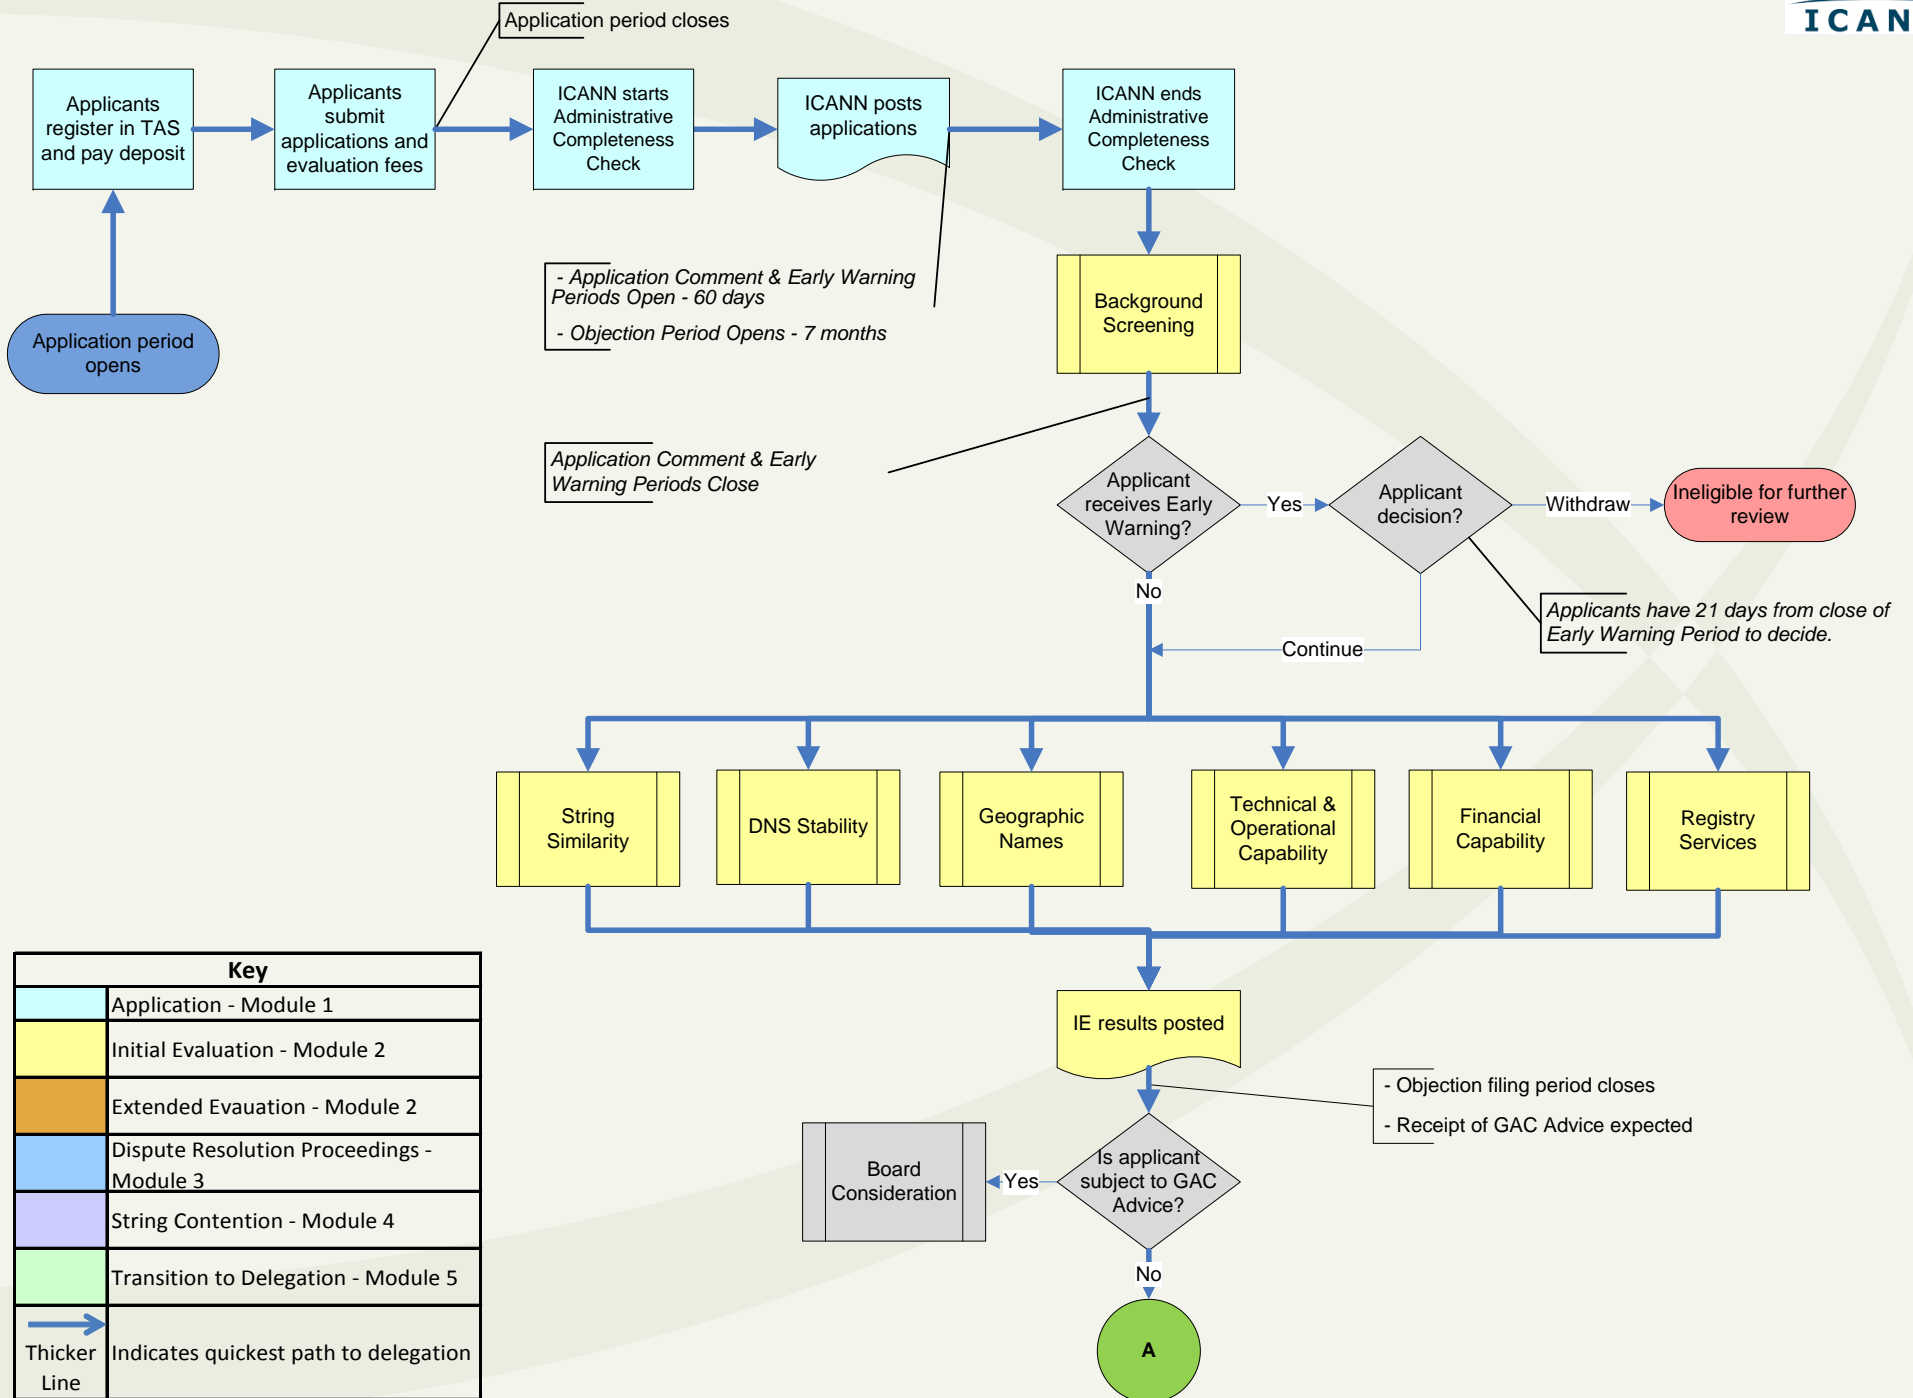 Application period closes
ICAN
Applicants
register in TAS
and pay deposit
Applicants
submit
applications and
evaluation fees
ICANN starts
Administrative
Completeness
Check
ICANN posts
applications
ICANN ends
Administrative
Completeness
Check
- Application Comment & Early Warning
Periods Open - 60 days
- Objection Period Opens - 7 months
Background
Screening
Application period
opens
Application Comment & Early
Warning Periods Close
Applicant
receives Early
Warning?
Yes
Applicant
decision?
Withdraw
Ineligible for further
review
No
Applicants have 21 days from close of
Early Warning Period to decide.
Continue
String
Similarity
DNS Stability
Geographic
Names
Technical &
Operational
Capability
Financial
Capability
Registry
Services
IE results posted
- Objection filing period closes
- Receipt of GAC Advice expected
Is applicant
subject to GAC
Advice?
Yes
Board
Consideration
No
A
Key
Application - Module 1
Initial Evaluation - Module 2
Extended Evauation - Module 2
Dispute Resolution Proceedings -
Module 3
String Contention - Module 4
Transition to Delegation - Module 5
Thicker
Line
Indicates quickest path to delegation